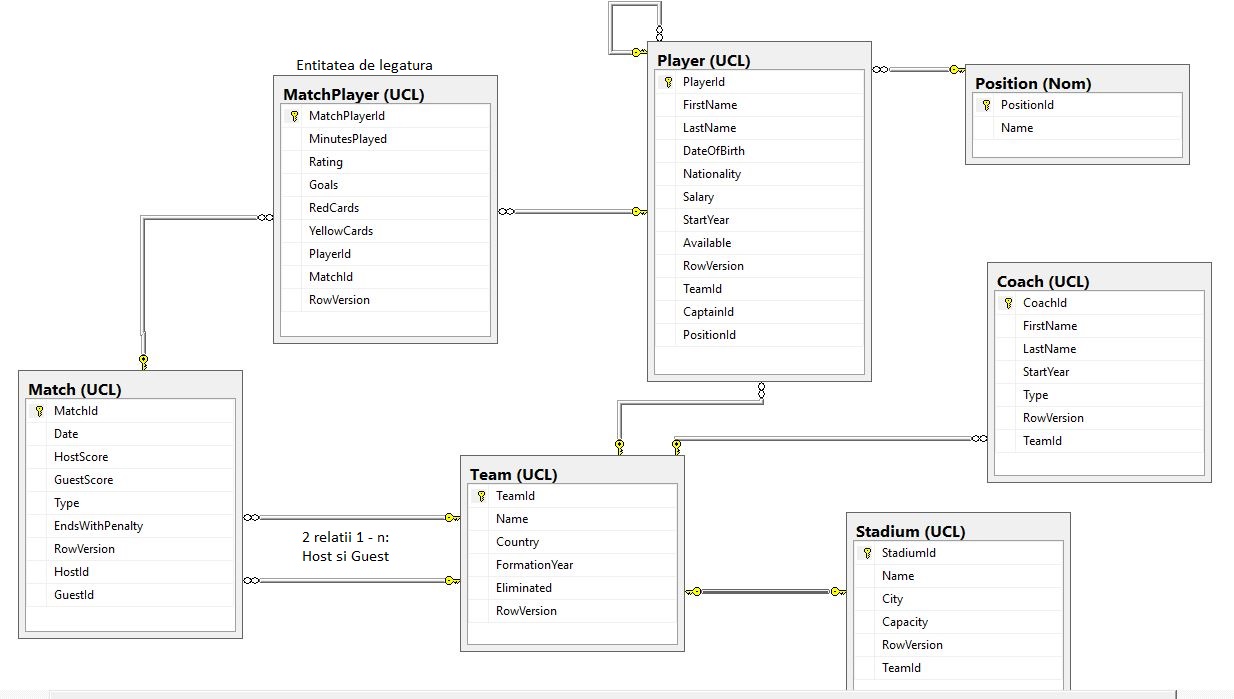 Entitatea de legatura
MatchPlayer (UCL)
MatchPlayerId
MinutesPlayed
Rating
Goals
RedCards
YellowCards
PlayerId
MatchId
RowVersion
Player (UCL)
PlayerId
FirstName
LastName
DateOfBirth
Nationality
Salary
StartYear
Available
RowVersion
TeamId
CaptainId
PositionId
Position (Nom)
PositionId
Name
Coach (UCL)
CoachId
FirstName
LastName
StartYear
Type
RowVersion
TeamId
Match (UCL)
MatchId
Date
HostScore
GuestScore
Type
EndsWithPenalty
RowVersion
HostId
GuestId
2 relatii 1 - n:
Host si Guest
Team (UCL)
TeamId
Name
Country
FormationYear
Eliminated
RowVersion
Stadium (UCL)
StadiumId
Name
City
Capacity
RowVersion
TeamId